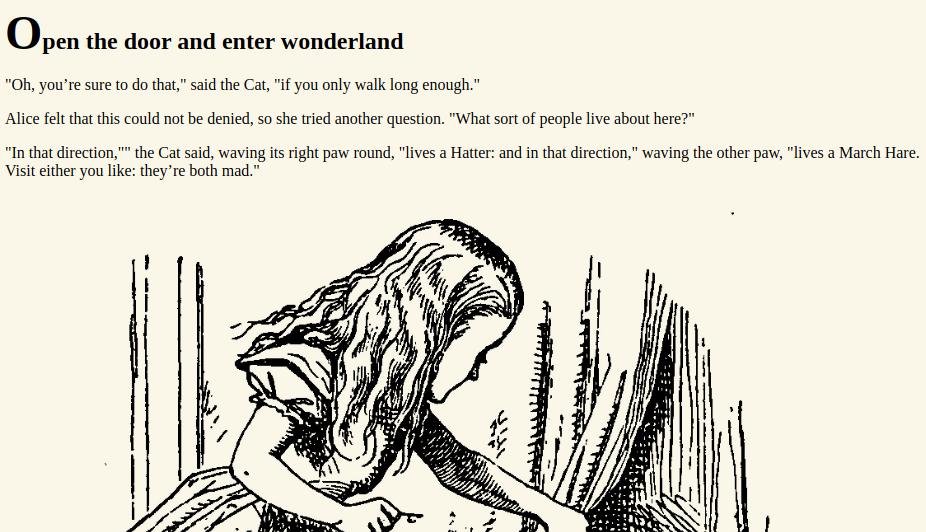 Open the door and enter wonderland
"Oh, you’re sure to do that," said the Cat, "if you only walk long enough."
Alice felt that this could not be denied, so she tried another question. "What sort of people live about here?"
"In that direction,"" the Cat said, waving its right paw round, "lives a Hatter: and in that direction," waving the other paw, "lives a March Hare.
Visit either you like: they’re both mad."